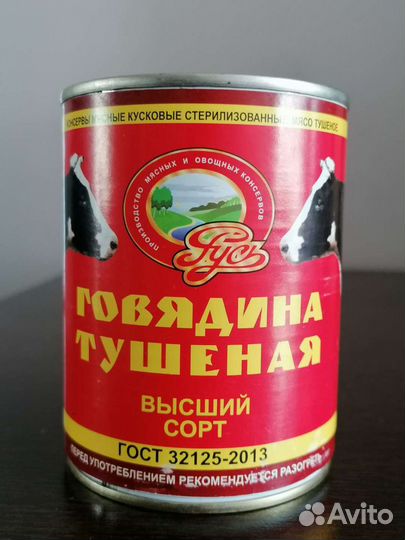 КОНСЕРВЫ МЯСНЫЕ КУСКОВЫЕ СТЕРИЛИЗОВАННЫЕ МЯСО ТУШЕНОЕ
ПРОИЗВОДСТВО МЯСНЫХ И ОВОЩНЫХ КОНСЕРВОВ
Русь
ГОВЯДИНА
ТУШЕНАЯ
ВЫСШИЙ
СОРТ
ГОСТ 32125-2013
ПЕРЕД УПОТРЕБЛЕНИЕМ РЕКОМЕНДУЕТСЯ РАЗОГРЕТЬ
Avito